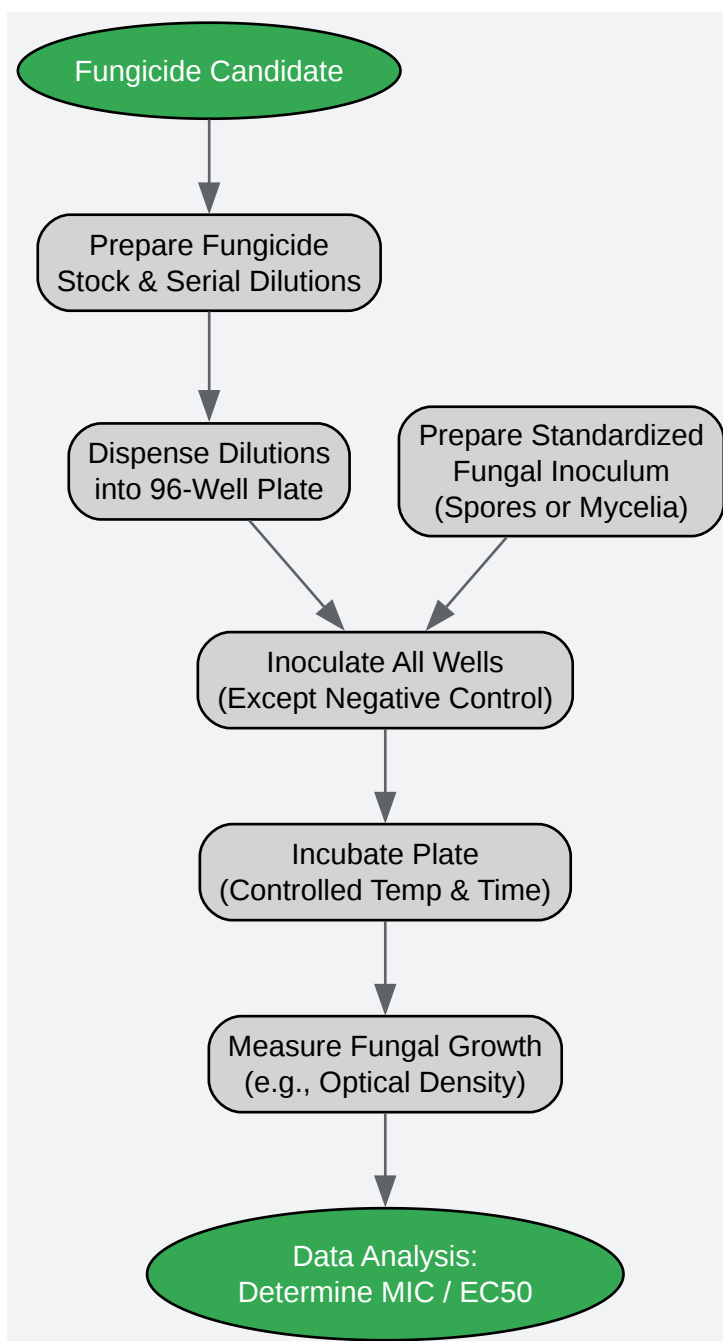 Fungicide Candidate
Prepare Fungicide
Stock & Serial Dilutions
Dispense Dilutions
into 96-Well Plate
Prepare Standardized
Fungal Inoculum
(Spores or Mycelia)
Inoculate All Wells
(Except Negative Control)
Incubate Plate
(Controlled Temp & Time)
Measure Fungal Growth
(e.g., Optical Density)
Data Analysis:
Determine MIC / EC50